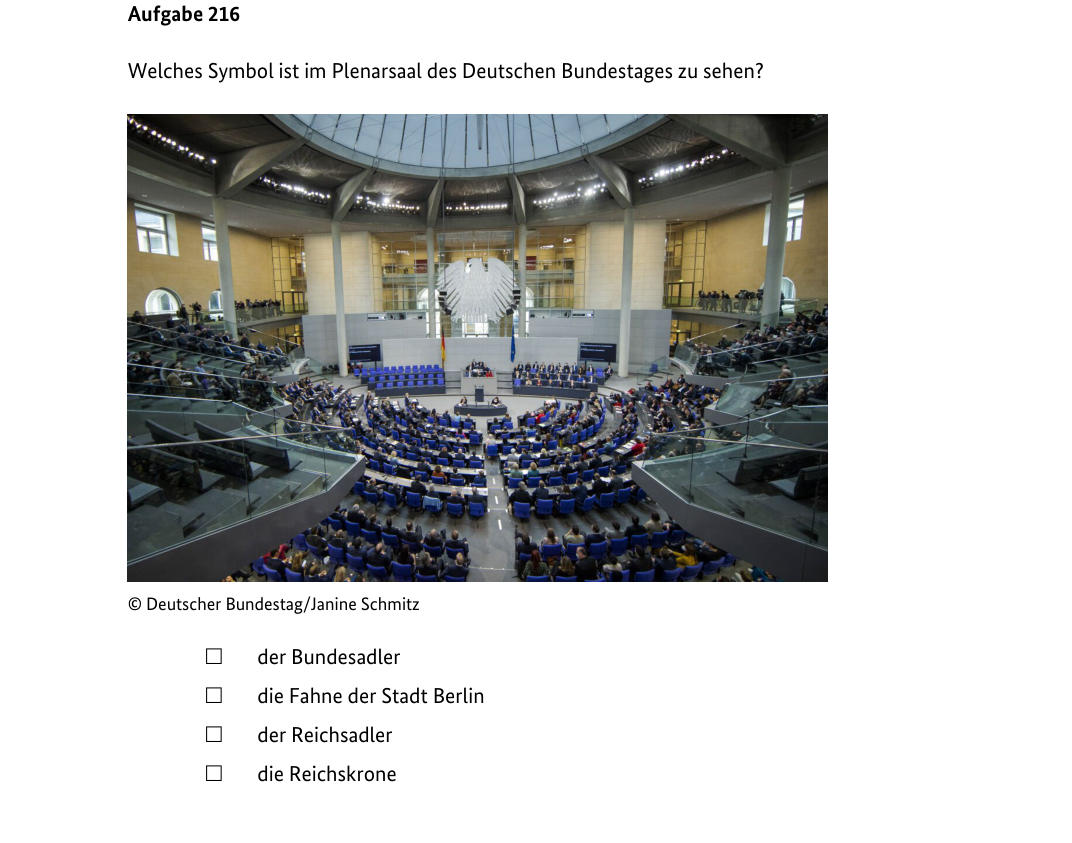 Aufgabe 216
Welches Symbol ist im Plenarsaal des Deutschen Bundestages zu sehen?
© Deutscher Bundestag/Janine Schmitz
☐ der Bundesadler
☐ die Fahne der Stadt Berlin
☐ der Reichsadler
☐ die Reichskrone